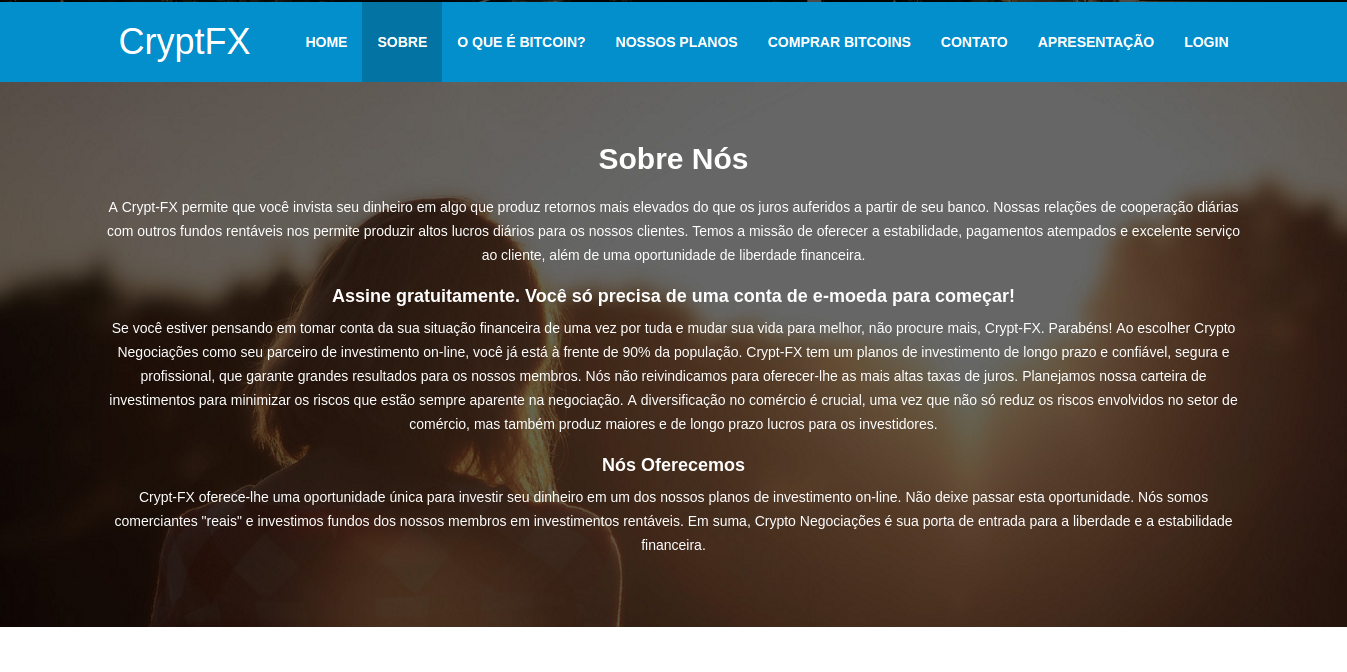 CryptFX HOME SOBRE O QUE É BITCOIN? NOSSOS PLANOS COMPRAR BITCOINS CONTATO APRESENTAÇÃO LOGIN
Sobre Nós
A Crypt-FX permite que você invista seu dinheiro em algo que produz retornos mais elevados do que os juros auferidos a partir de seu banco. Nossas relações de cooperação diárias
com outros fundos rentáveis nos permite produzir altos lucros diários para os nossos clientes. Temos a missão de oferecer a estabilidade, pagamentos atempados e excelente serviço
ao cliente, além de uma oportunidade de liberdade financeira.
Assine gratuitamente. Você só precisa de uma conta de e-moeda para começar!
Se você estiver pensando em tomar conta da sua situação financeira de uma vez por tuda e mudar sua vida para melhor, não procure mais, Crypt-FX. Parabéns! Ao escolher Crypto
Negociações como seu parceiro de investimento on-line, você já está à frente de 90% da população. Crypt-FX tem um planos de investimento de longo prazo e confiável, segura e
profissional, que garante grandes resultados para os nossos membros. Nós não reivindicamos para oferecer-lhe as mais altas taxas de juros. Planejamos nossa carteira de
investimentos para minimizar os riscos que estão sempre aparente na negociação. A diversificação no comércio é crucial, uma vez que não só reduz os riscos envolvidos no setor de
comércio, mas também produz maiores e de longo prazo lucros para os investidores.
Nós Oferecemos
Crypt-FX oferece-lhe uma oportunidade única para investir seu dinheiro em um dos nossos planos de investimento on-line. Não deixe passar esta oportunidade. Nós somos
comerciantes "reais" e investimos fundos dos nossos membros em investimentos rentáveis. Em suma, Crypto Negociações é sua porta de entrada para a liberdade e a estabilidade
financeira.